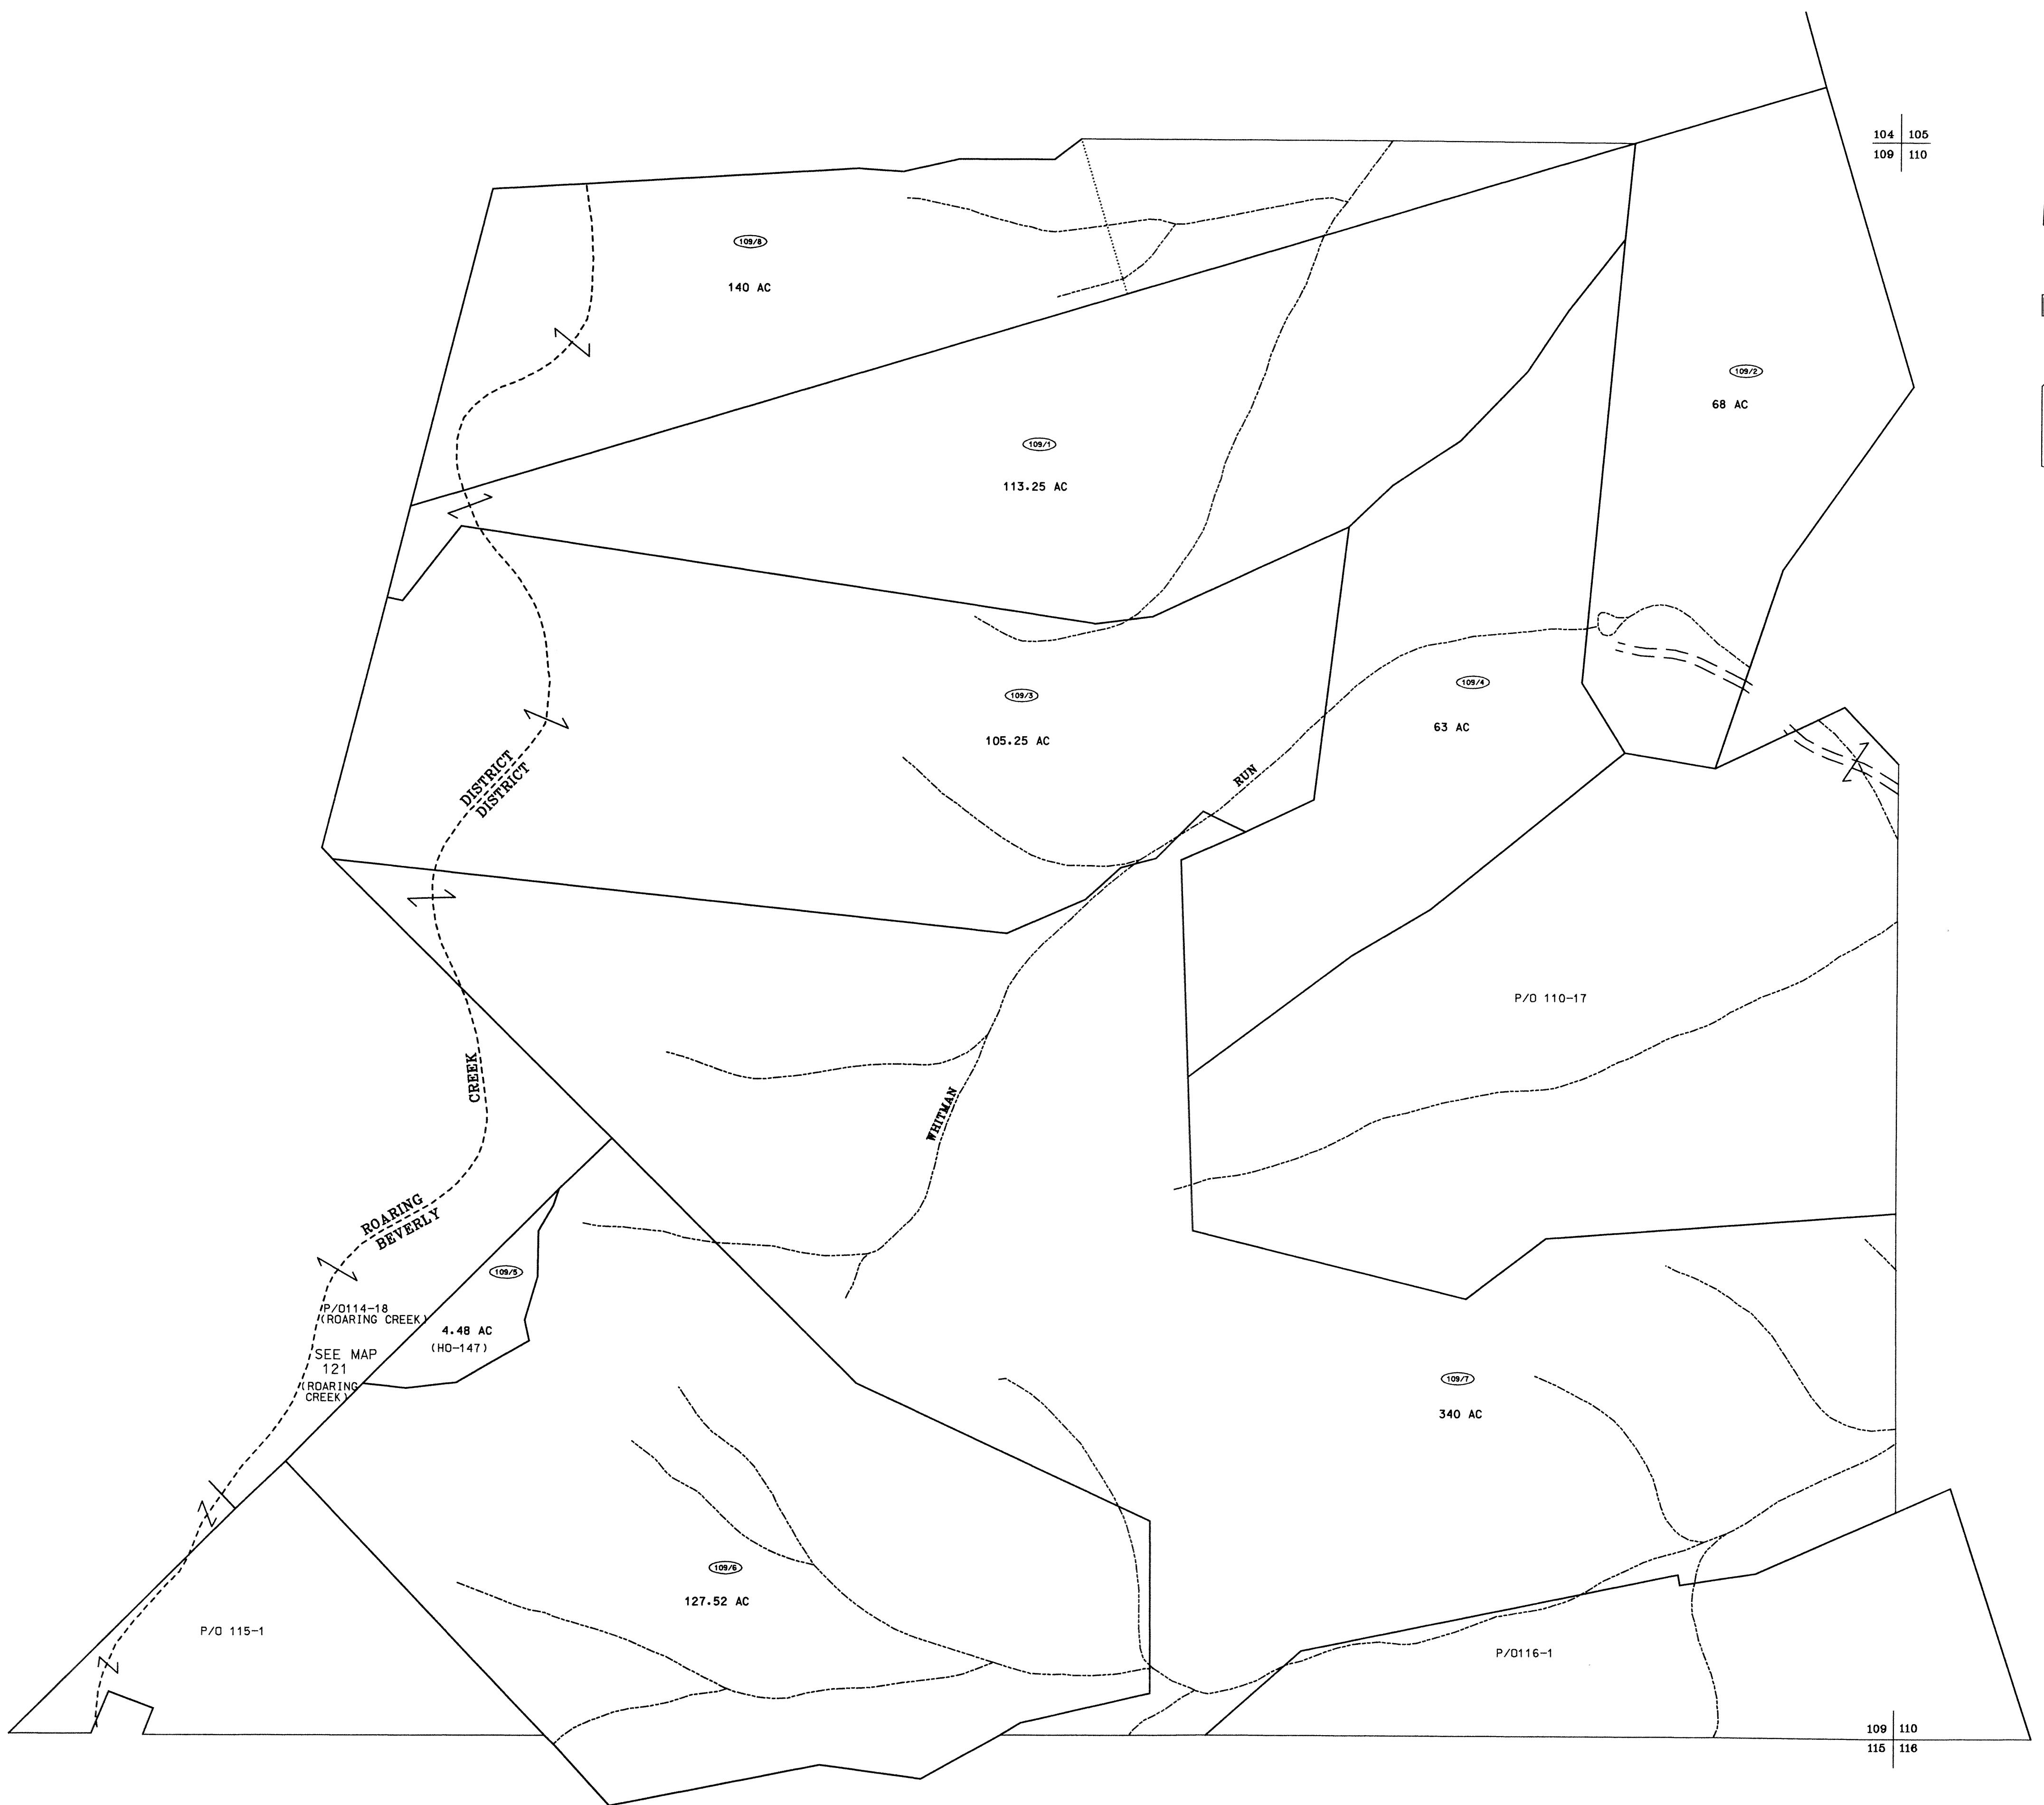 104 105
109 110
109/8
140 AC
109/2
68 AC
109/1
113.25 AC
109/4
109/3
63 AC
105.25 AC
RUN
DISTRICT
DISTRICT
P/O 110-17
CREEK
WHITMAN
ROARING
BEVERLY
109/5
P/O114-18
(ROARING CREEK)
4.48 AC
(HO-147)
SEE MAP
121
(ROARING
CREEK)
109/7
340 AC
109/6
127.52 AC
P/O 115-1
P/O116-1
109 110
115 116